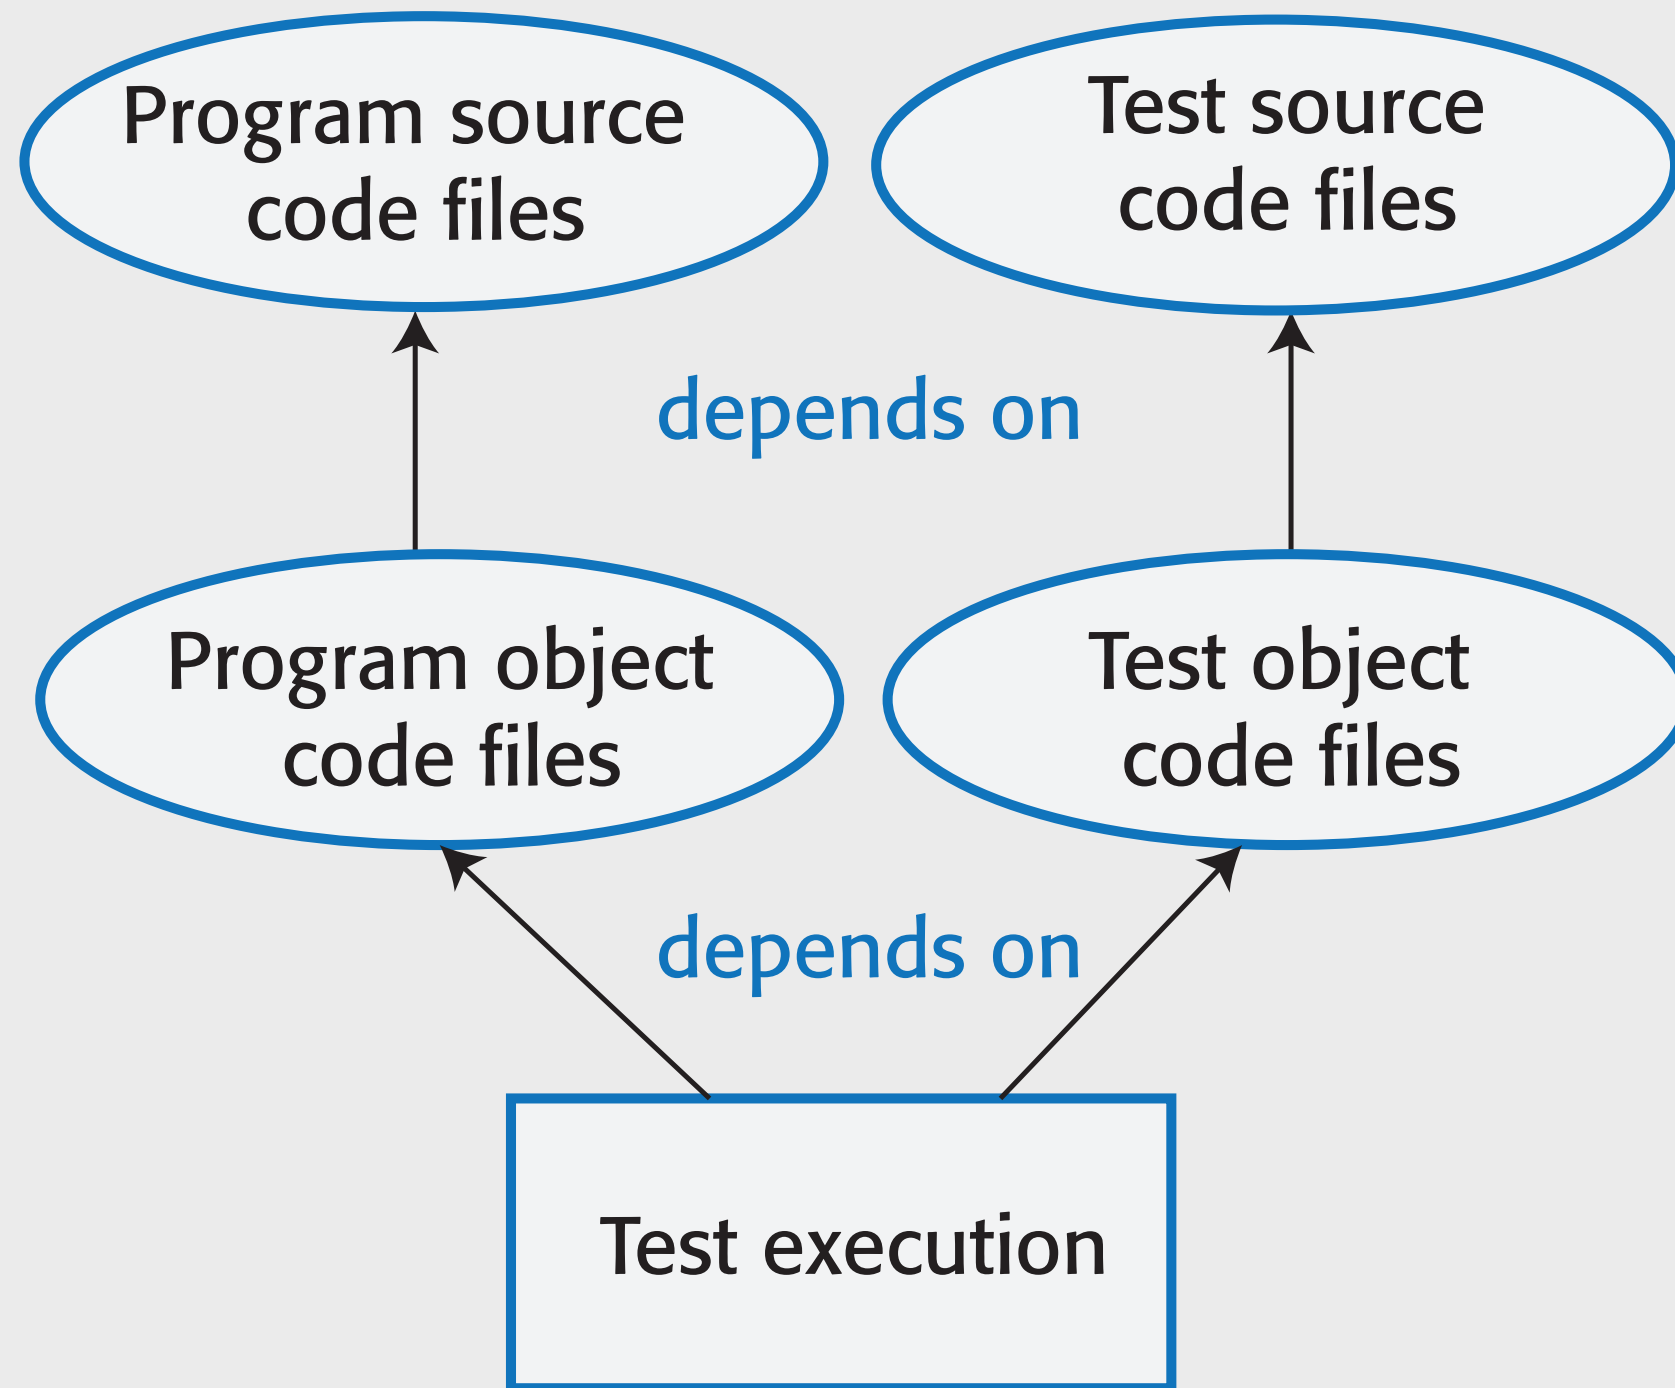 Program source
code files
Test source
code files
depends on
Program object
code files
Test object
code files
depends on
Test execution